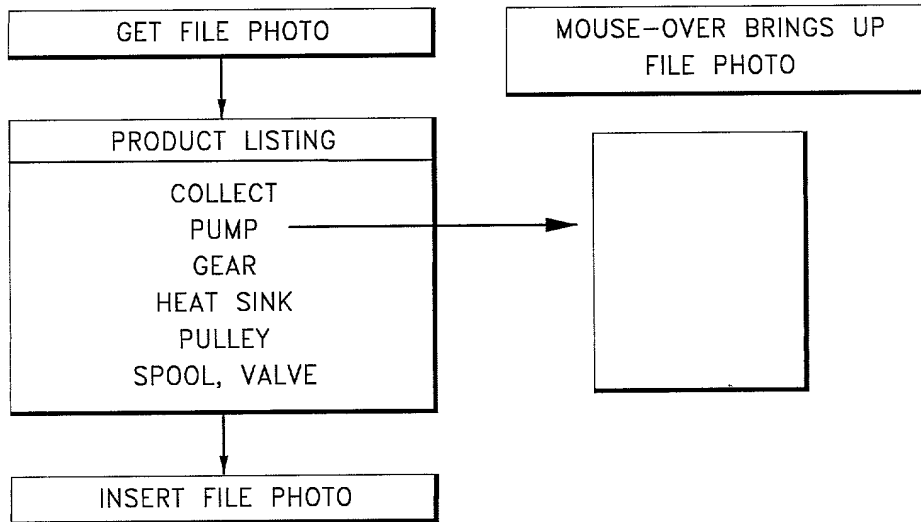 GET FILE PHOTO
MOUSE-OVER BRINGS UP
FILE PHOTO
PRODUCT LISTING
COLLECT
PUMP
GEAR
HEAT SINK
PULLEY
SPOOL, VALVE
INSERT FILE PHOTO